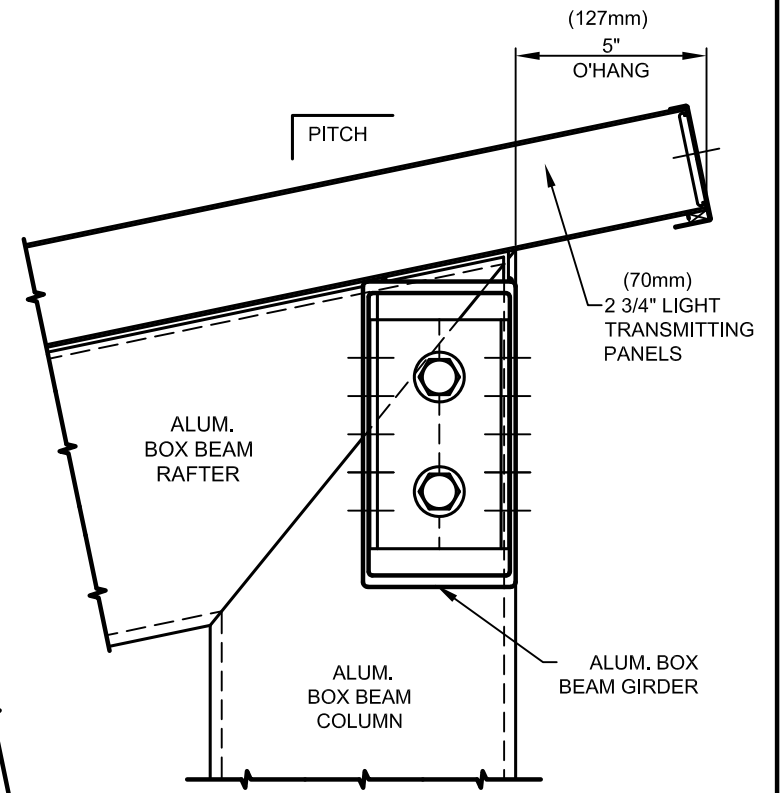 (127mm)
5"
O'HANG
PITCH
(70mm)
2 3/4" LIGHT
TRANSMITTING
PANELS
ALUM.
BOX BEAM
RAFTER
ALUM. BOX
BEAM GIRDER
ALUM.
BOX BEAM
COLUMN